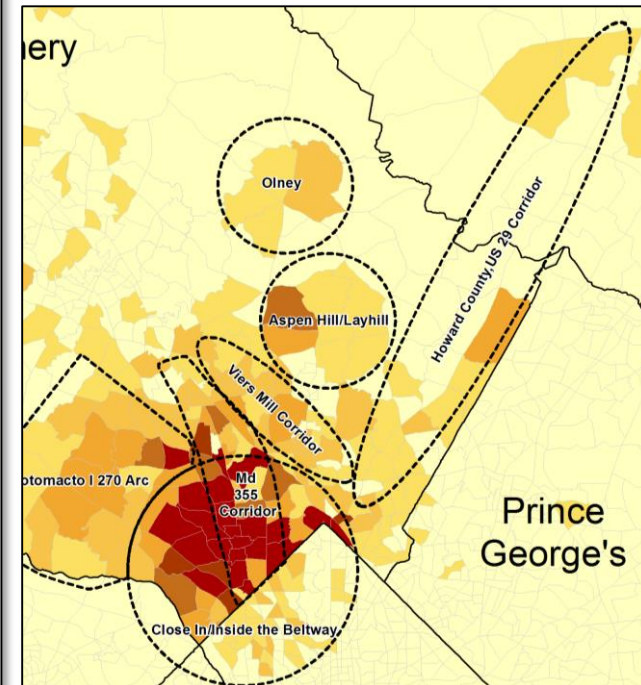 ery
Olney
Aspen Hill/Layhill
Howard County,US 29 Corridor
Viers Mill Corridor
otomacto I 270 Arc
Md
355
Corridor
Prince
George's
Close In/Inside the Beltway